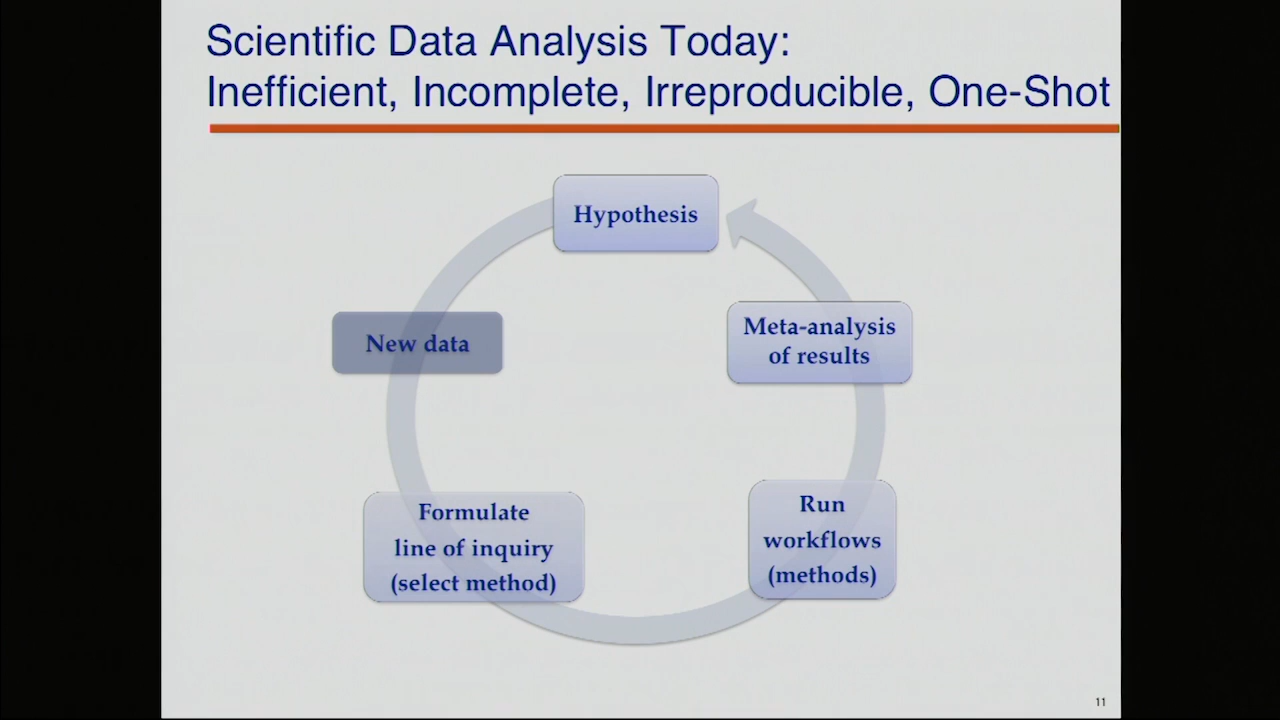 Scientific Data Analysis Today:
Inefficient, Incomplete, Irreproducible, One-Shot
Hypothesis
Meta-analysis
of results
New data
Run
workflows
(methods)
Formulate
line of inquiry
(select method)
11